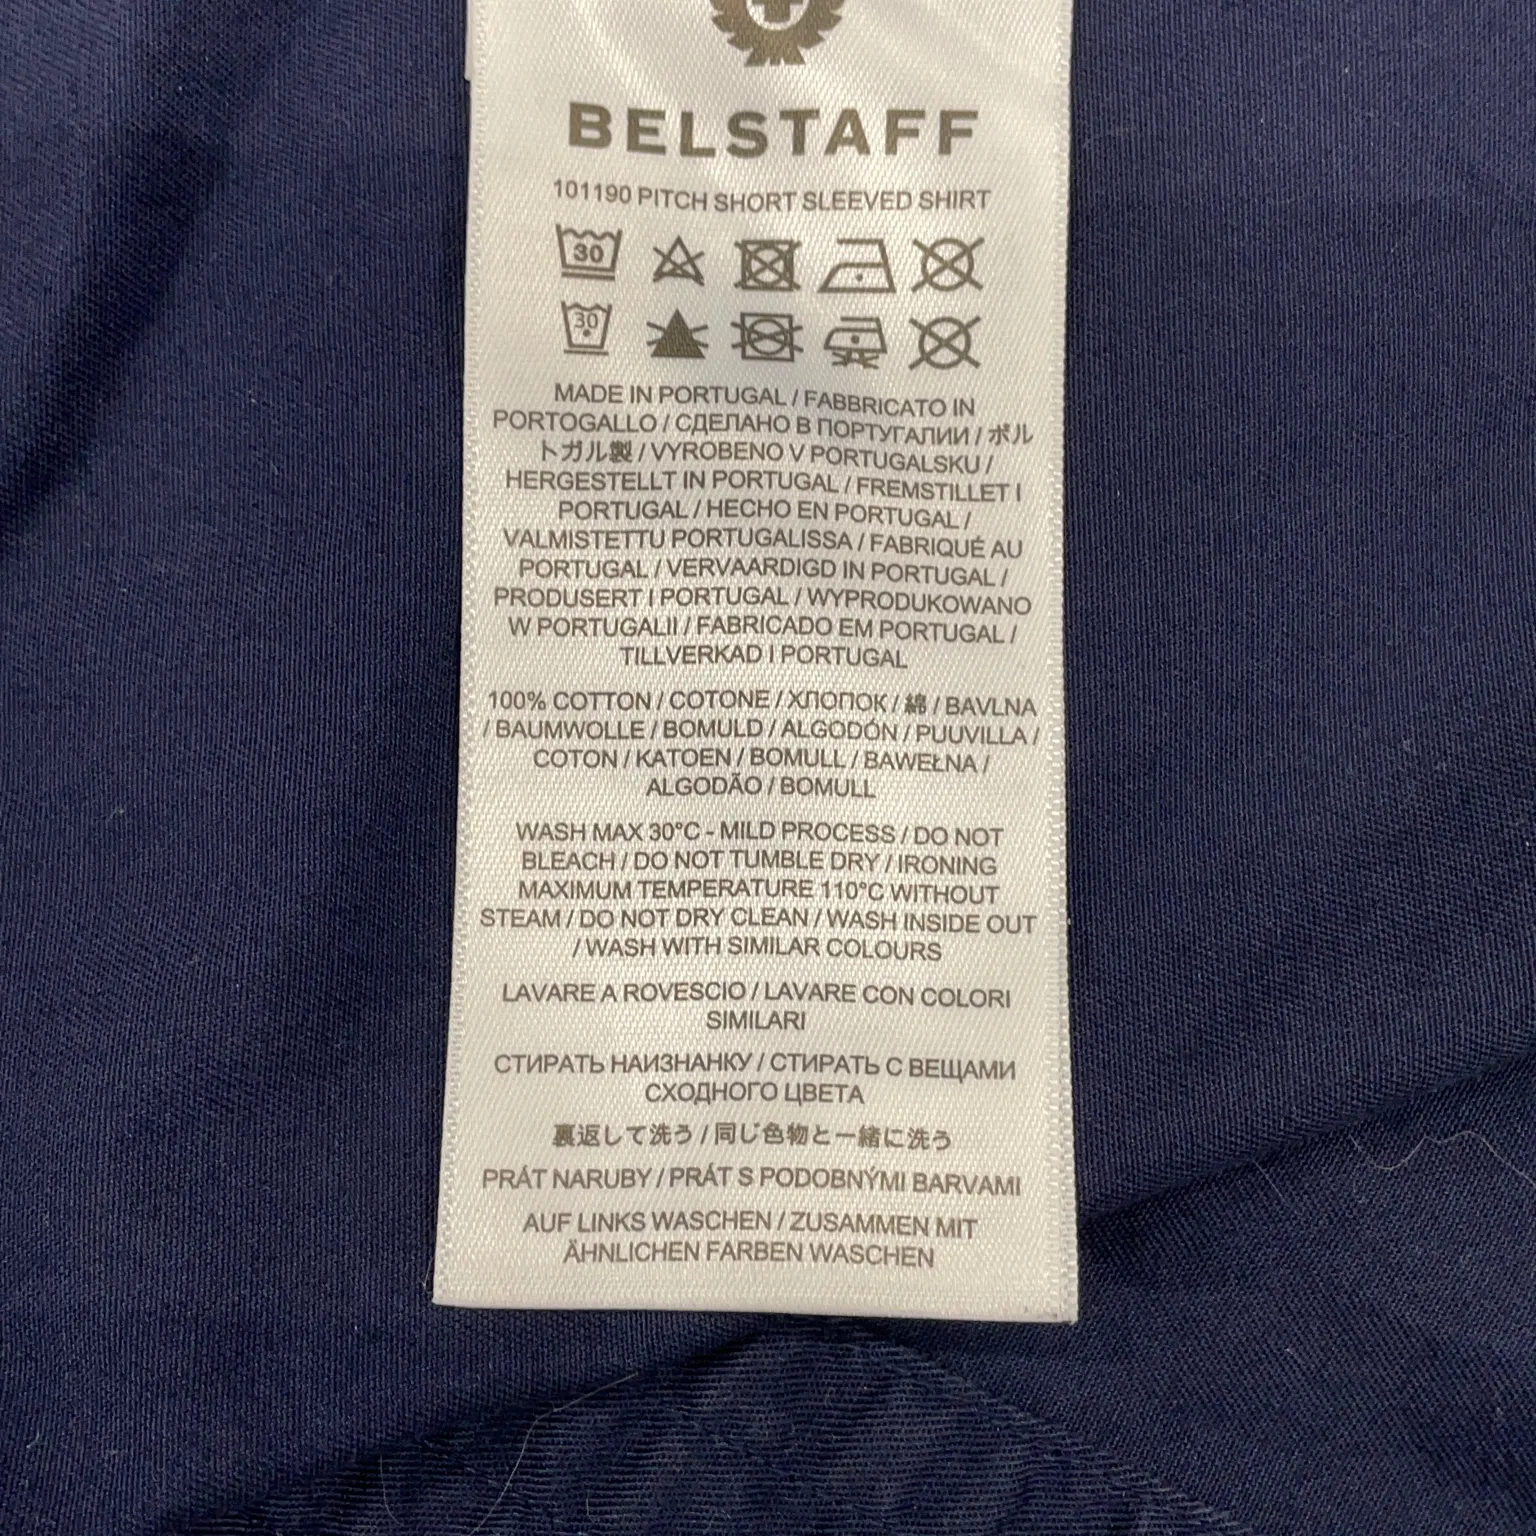 BELSTAFF
101190 PITCH SHORT SLEEVED SHIRT
30
30
MADE IN PORTUGAL / FABBRICATO IN
PORTOGALLO / СДЕЛАНО В ПОРТУГАЛИИ / ポル
トガル製 / VYROBENO V PORTUGALSKU /
HERGESTELLT IN PORTUGAL / FREMSTILLET I
PORTUGAL / HECHO EN PORTUGAL /
VALMISTETTU PORTUGALISSA / FABRIQUÉ AU
PORTUGAL / VERVAARDIGD IN PORTUGAL /
PRODUSERT I PORTUGAL / WYPRODUKOWANO
W PORTUGALII / FABRICADO EM PORTUGAL /
TILLVERKAD I PORTUGAL
100% COTTON / COTONE / ХЛОПОК / 綿 / BAVLNA
/ BAUMWOLLE / BOMULD / ALGODÓN / PUUVILLA /
COTON / KATOEN / BOMULL / BAWEŁNA /
ALGODÃO / BOMULL
WASH MAX 30°C - MILD PROCESS / DO NOT
BLEACH / DO NOT TUMBLE DRY / IRONING
MAXIMUM TEMPERATURE 110°C WITHOUT
STEAM / DO NOT DRY CLEAN / WASH INSIDE OUT
/ WASH WITH SIMILAR COLOURS
LAVARE A ROVESCIO / LAVARE CON COLORI
SIMILARI
СТИРАТЬ НАИЗНАНКУ / СТИРАТЬ С ВЕЩАМИ
СХОДНОГО ЦВЕТА
裏返して洗う / 同じ色物と一緒に洗う
PRÁT NARUBY / PRÁT S PODOBNÝMI BARVAMI
AUF LINKS WASCHEN / ZUSAMMEN MIT
ÄHNLICHEN FARBEN WASCHEN